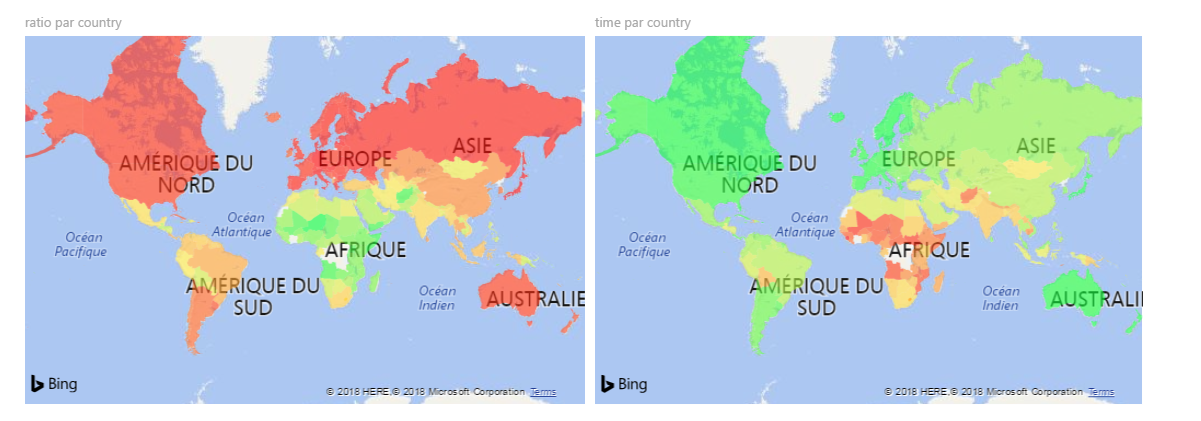 ratio par country
time par country
AMÉRIQUE DU
NORD
EUROPE
ASIE
Océan
Atlantique
Océan
Pacifique
AFRIQUE
AMÉRIQUE DU
SUD
Océan
Indien
AUSTRALIE
Bing
© 2018 HERE,© 2018 Microsoft Corporation Terms
AMÉRIQUE DU
NORD
EUROPE
ASIE
Océan
Atlantique
Océan
Pacifique
AFRIQUE
AMÉRIQUE DU
SUD
Océan
Indien
AUSTRALI
Bing
© 2018 HERE,© 2018 Microsoft Corporation Terms